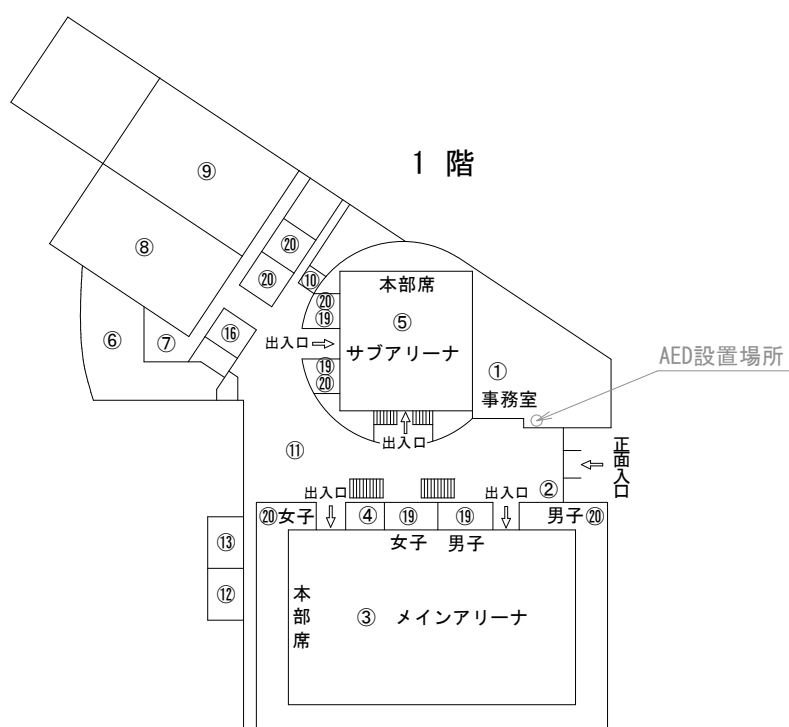 1 階
⑨
⑧
⑳
⑳
⑩
本部席
⑳
⑲
⑤
⑯
⑥
⑦
出入口
サブアリーナ
⑲
⑳
①
事務室
AED設置場所
出入口
⑪
正面入口
②
出入口
出入口
⑳女子
④
⑲
⑲
男子⑳
女子
男子
⑬
⑫
本部席
③ メインアリーナ